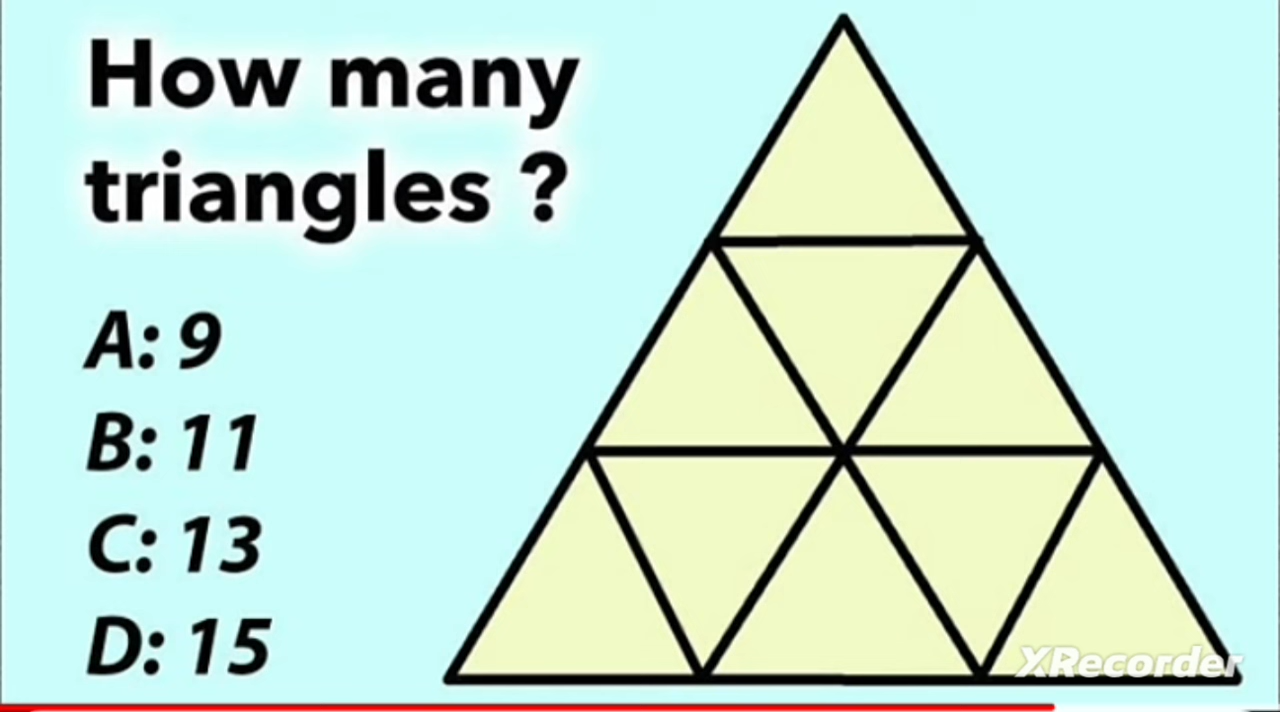 How many
triangles ?
A: 9
B: 11
C: 13
D: 15
XRecorder